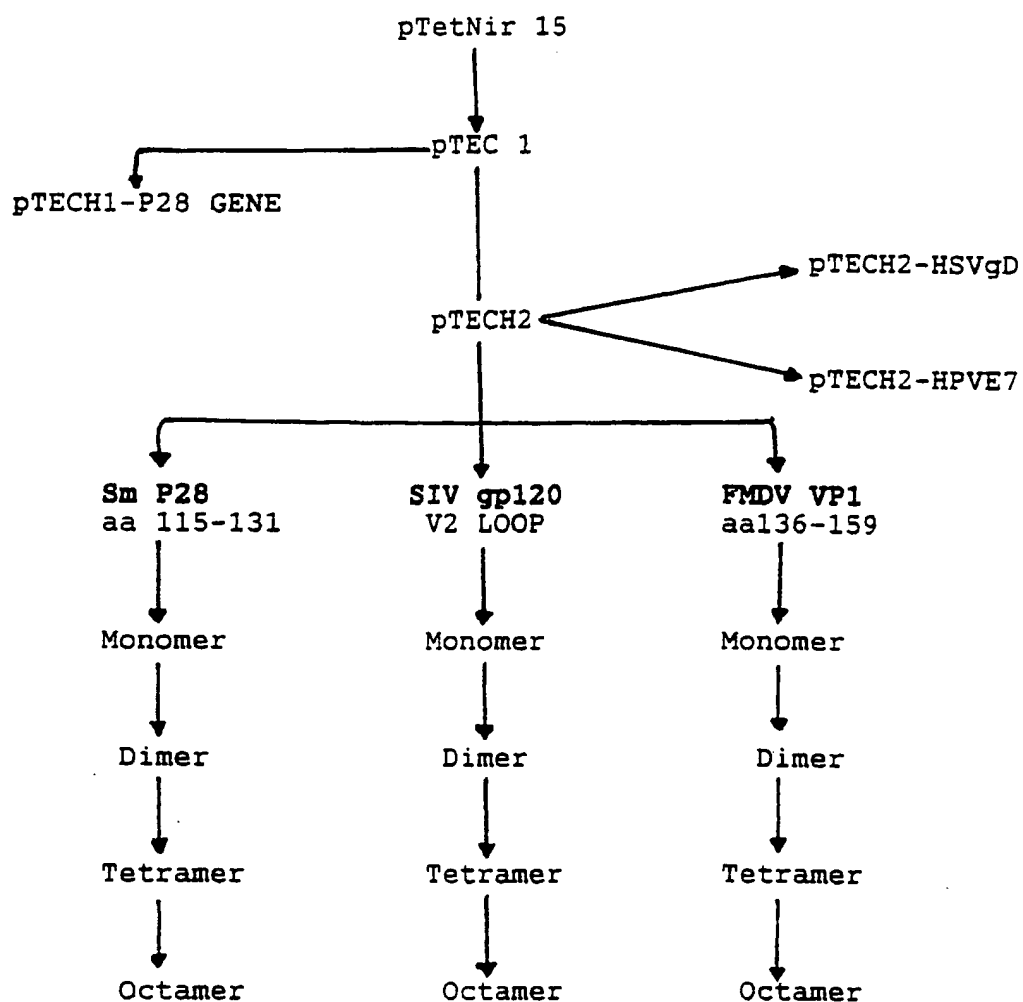 pTetNir 15
pTEC 1
pTECH1-P28 GENE
pTECH2-HSVgD
pTECH2
pTECH2-HPVE7
Sm P28
aa 115-131
SIV gp120
V2 LOOP
FMDV VP1
aa136-159
Monomer
Monomer
Monomer
Dimer
Dimer
Dimer
Tetramer
Tetramer
Tetramer
Octamer
Octamer
Octamer